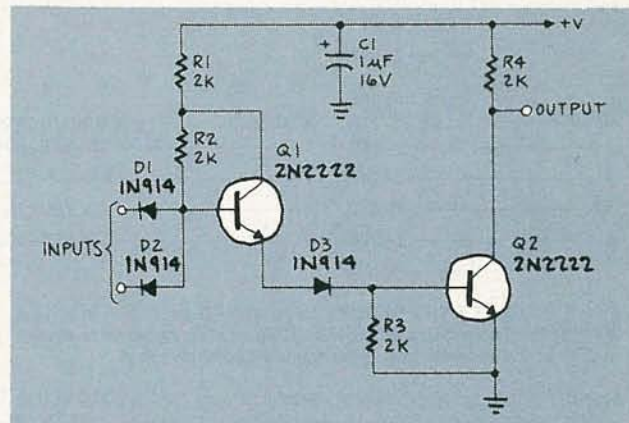 +V
+
C1
1µF
16V
R1
2K
R4
2K
OUTPUT
R2
2K
Q1
2N2222
D1
1N914
INPUTS
D2
1N914
D3
1N914
Q2
2N2222
R3
2K